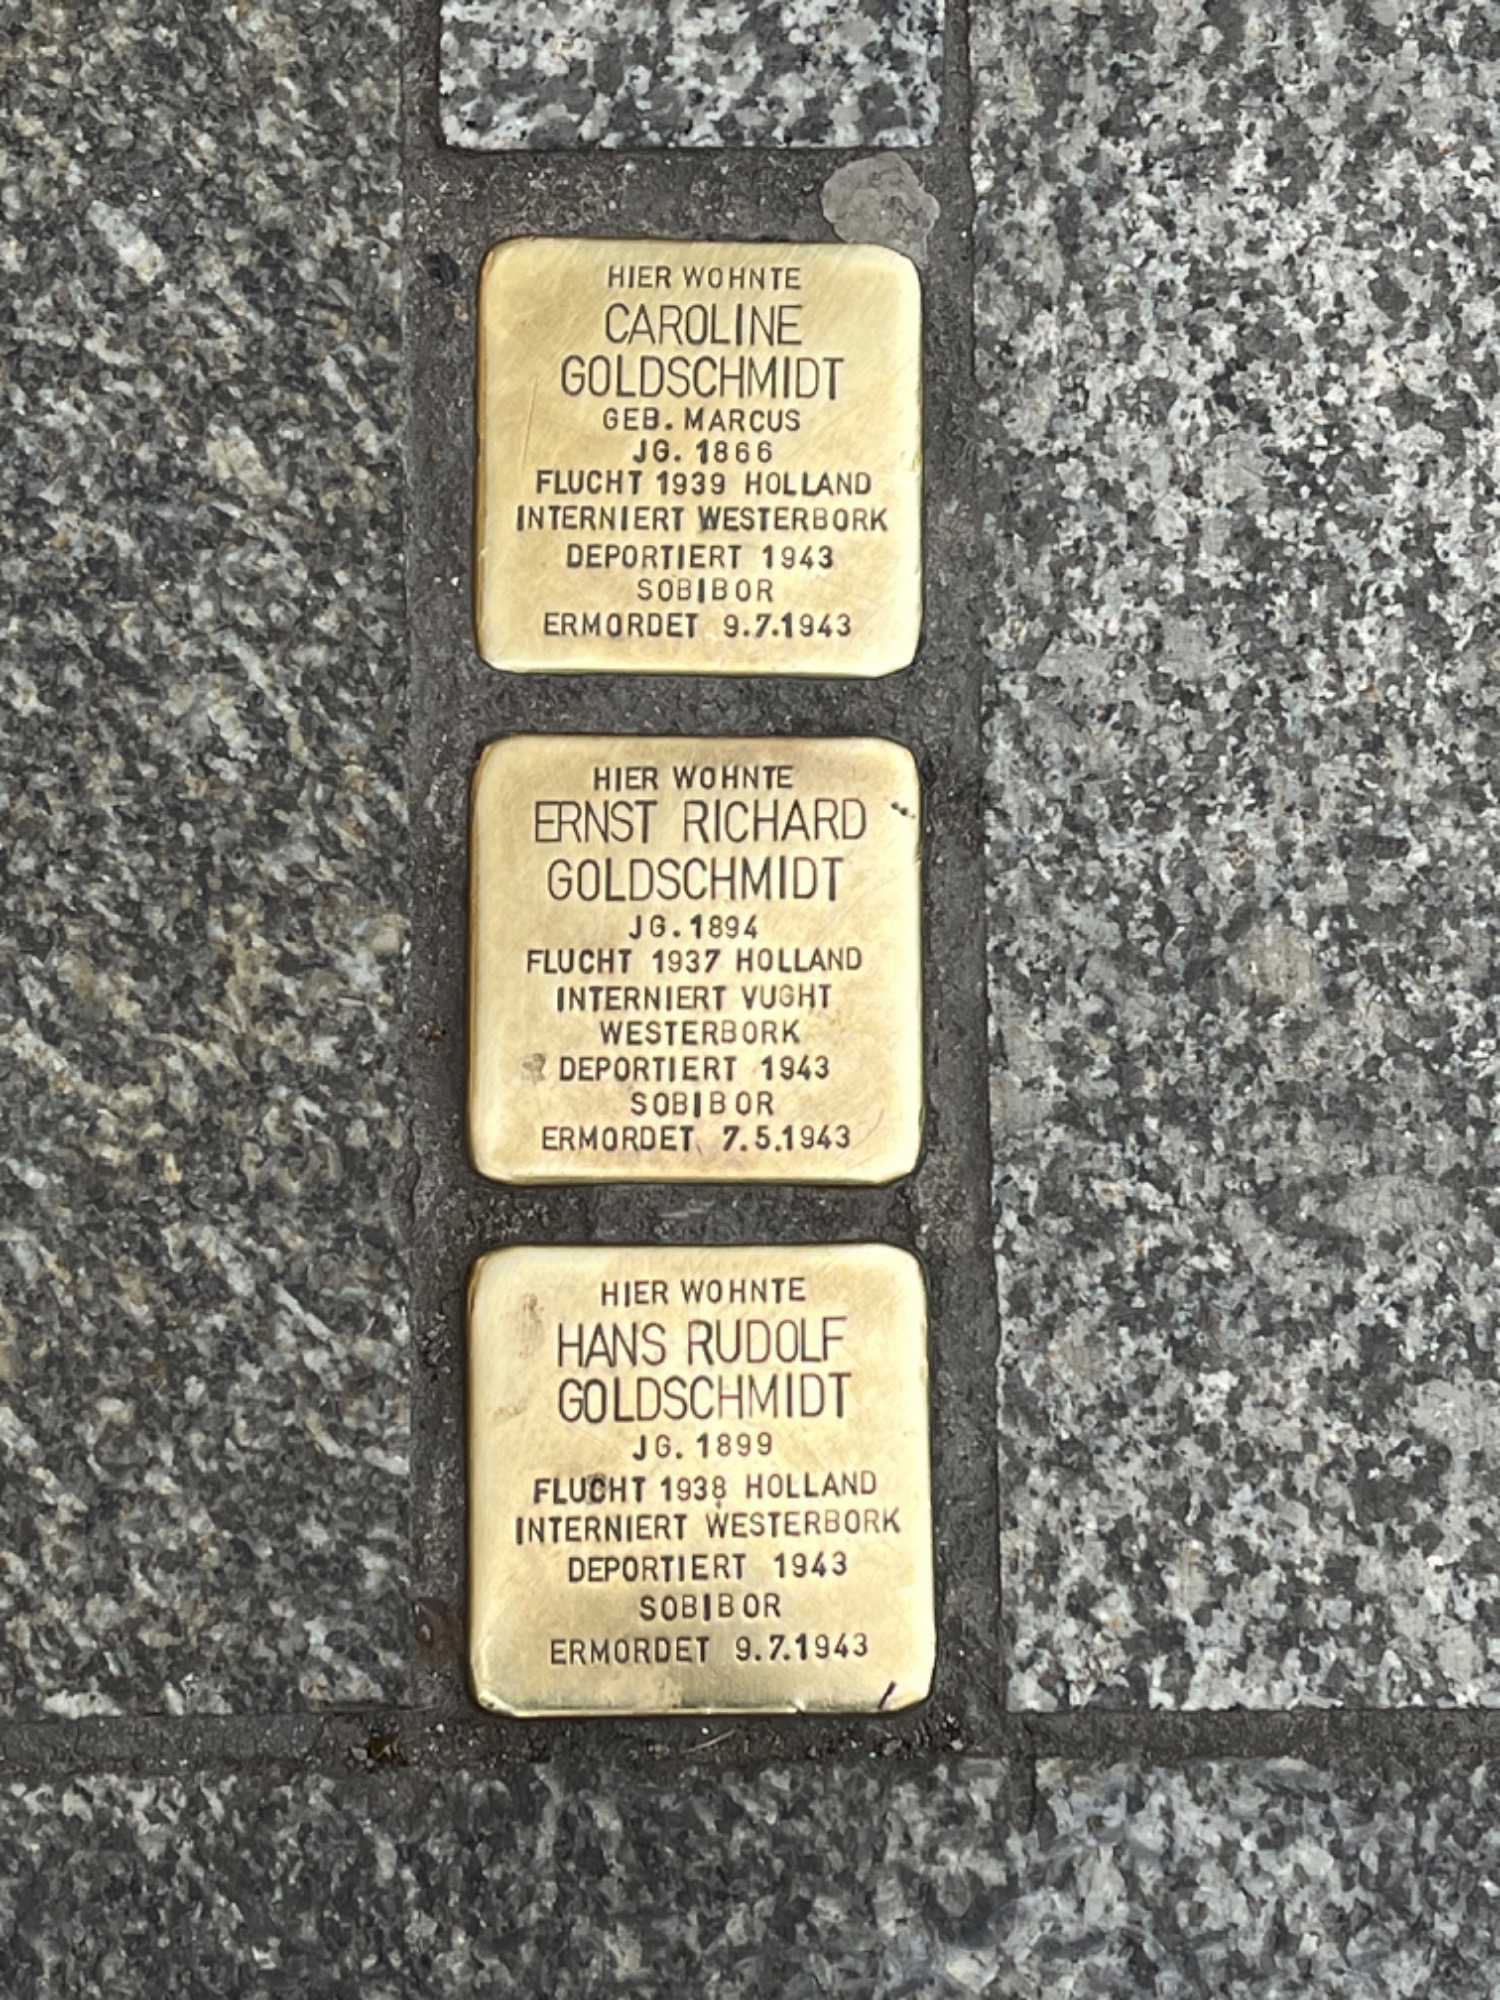 HIER WOHNTE
CAROLINE
GOLDSCHMIDT
GEB. MARCUS
JG. 1866
FLUCHT 1939 HOLLAND
INTERNIERT WESTERBORK
DEPORTIERT 1943
SOBIBOR
ERMORDET 9.7.1943
HIER WOHNTE
ERNST RICHARD
GOLDSCHMIDT
JG. 1894
FLUCHT 1937 HOLLAND
INTERNIERT VUGHT
WESTERBORK
DEPORTIERT 1943
SOBIBOR
ERMORDET 7.5.1943
HIER WOHNTE
HANS RUDOLF
GOLDSCHMIDT
JG. 1899
FLUCHT 1938 HOLLAND
INTERNIERT WESTERBORK
DEPORTIERT 1943
SOBIBOR
ERMORDET 9.7.1943